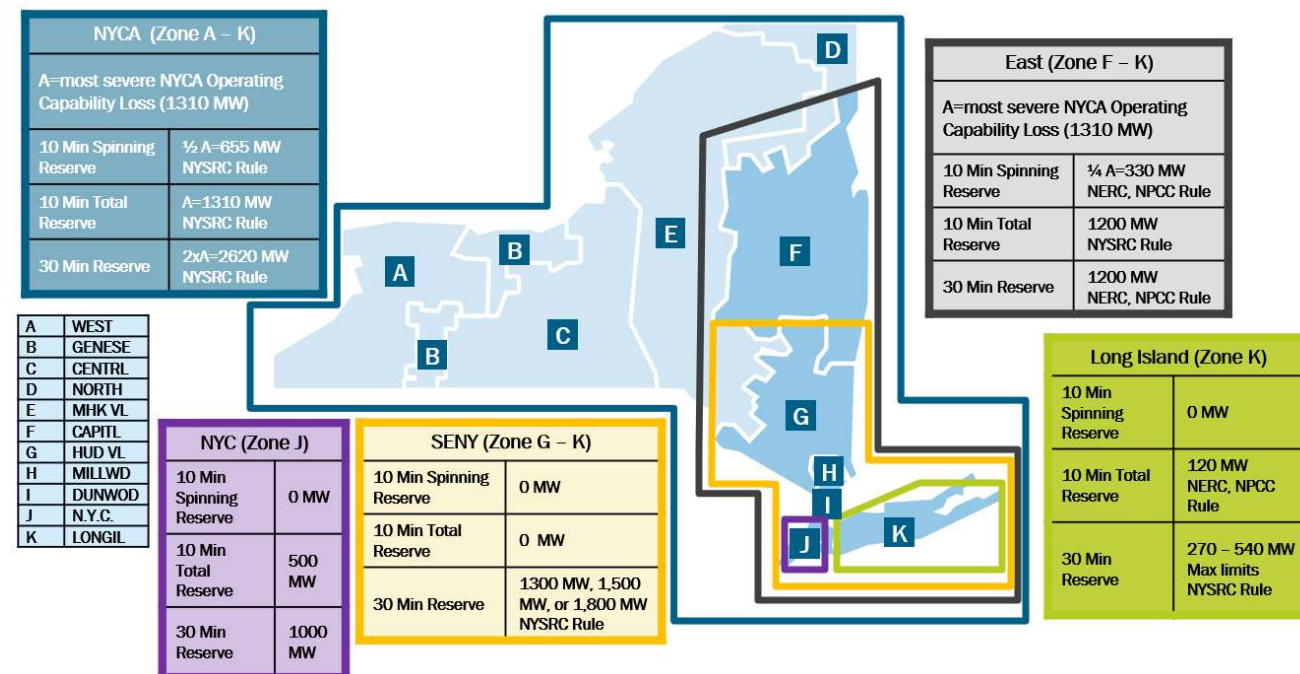 NYCA (Zone A – K)
A=most severe NYCA Operating
Capability Loss (1310 MW)
10 Min Spinning
Reserve
½ A=655 MW
NYSRC Rule
10 Min Total
Reserve
A=1310 MW
NYSRC Rule
30 Min Reserve
2xA=2620 MW
NYSRC Rule
A WEST
B GENESE
C CENTRL
D NORTH
E MHK VL
F CAPITL
G HUD VL
H MILLWD
I DUNWOD
J N.Y.C.
K LONGIL
NYC (Zone J)
10 Min
Spinning
Reserve
0 MW
10 Min
Total
Reserve
500
MW
30 Min
Reserve
1000
MW
SENY (Zone G – K)
10 Min Spinning
Reserve
0 MW
10 Min Total
Reserve
0 MW
30 Min Reserve
1300 MW, 1,500
MW, or 1,800 MW
NYSRC Rule
D
E
B
A
F
C
B
G
H
I
J
K
East (Zone F – K)
A=most severe NYCA Operating
Capability Loss (1310 MW)
10 Min Spinning
Reserve
¼ A=330 MW
NERC, NPCC Rule
10 Min Total
Reserve
1200 MW
NYSRC Rule
30 Min Reserve
1200 MW
NERC, NPCC Rule
Long Island (Zone K)
10 Min
Spinning
Reserve
0 MW
10 Min Total
Reserve
120 MW
NERC, NPCC
Rule
30 Min
Reserve
270 – 540 MW
Max limits
NYSRC Rule